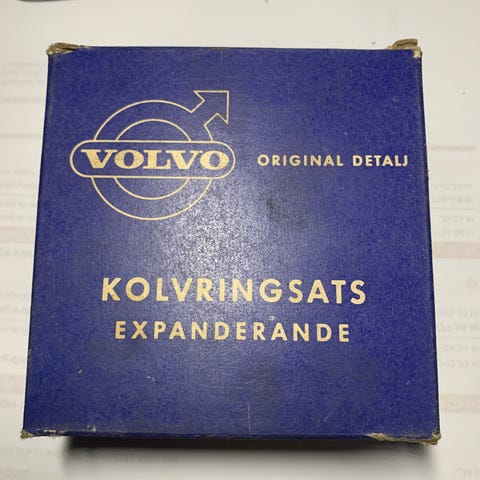 VOLVO ORIGINAL DETALJ
KOLVRINGSATS
EXPANDERANDE